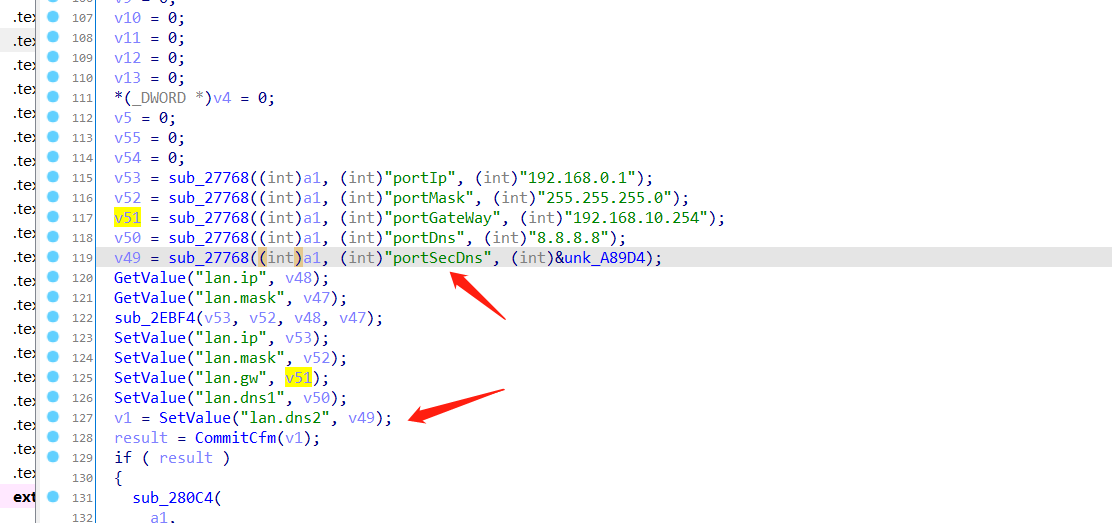 .tex
107
v10 = 0;
.tex
108
v11 = 0;
109
v12 = 0;
.tex
110
v13 = 0;
.tex
111
*(_DWORD *)v4 = 0;
.tex
112
v5 = 0;
113
v55 = 0;
.tex
114
v54 = 0;
.tex
115
v53 = sub_27768((int)a1, (int)"portIp", (int)"192.168.0.1");
.tex
116
v52 = sub_27768((int)a1, (int)"portMask", (int)"255.255.255.0");
.tex
117
v51 = sub_27768((int)a1, (int)"portGateWay", (int)"192.168.10.254");
.tex
118
v50 = sub_27768((int)a1, (int)"portDns", (int)"8.8.8.8");
.tex
119
v49 = sub_27768((int)a1, (int)"portSecDns", (int)&unk_A89D4);
120
GetValue("lan.ip", v48);
.tex
121
GetValue("lan.mask", v47);
.tex
122
sub_2EBF4(v53, v52, v48, v47);
.tex
123
SetValue("lan.ip", v53);
.tex
124
SetValue("lan.mask", v52);
.tex
125
SetValue("lan.gw", v51);
.tex
126
SetValue("lan.dns1", v50);
127
v1 = SetValue("lan.dns2", v49);
.tex
128
result = CommitCfm(v1);
.tex
129
if ( result )
.tex
130
{
ext
131
sub_280C4(
132
a1,